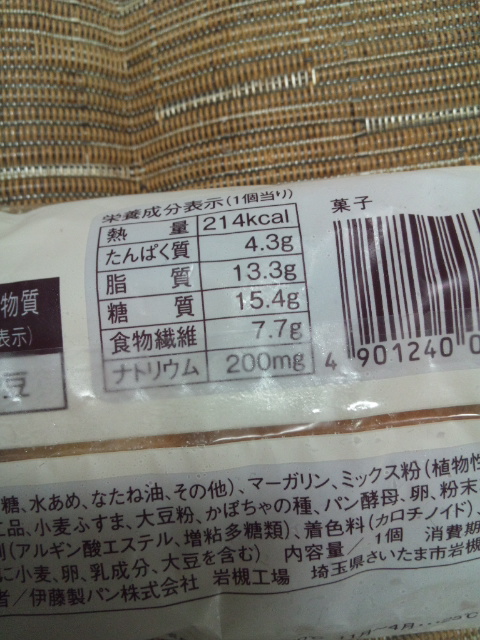 栄養成分表示(1個当り)
熱量 214kcal
たんぱく質 4.3g
脂質 13.3g
糖質 15.4g
食物繊維 7.7g
ナトリウム 200mg
菓子
4 901240 0
物質
表示)
豆
糖、水あめ、なたね油、その他)、マーガリン、ミックス粉(植物性
工品、小麦ふすま、大豆粉、かぼちゃの種、パン酵母、卵、粉末
剤(アルギン酸エステル、増粘多糖類)、着色料(カロチノイド)、
に小麦、卵、乳成分、大豆を含む) 内容量/1個 消費期
者/伊藤製パン株式会社 岩槻工場 埼玉県さいたま市岩槻